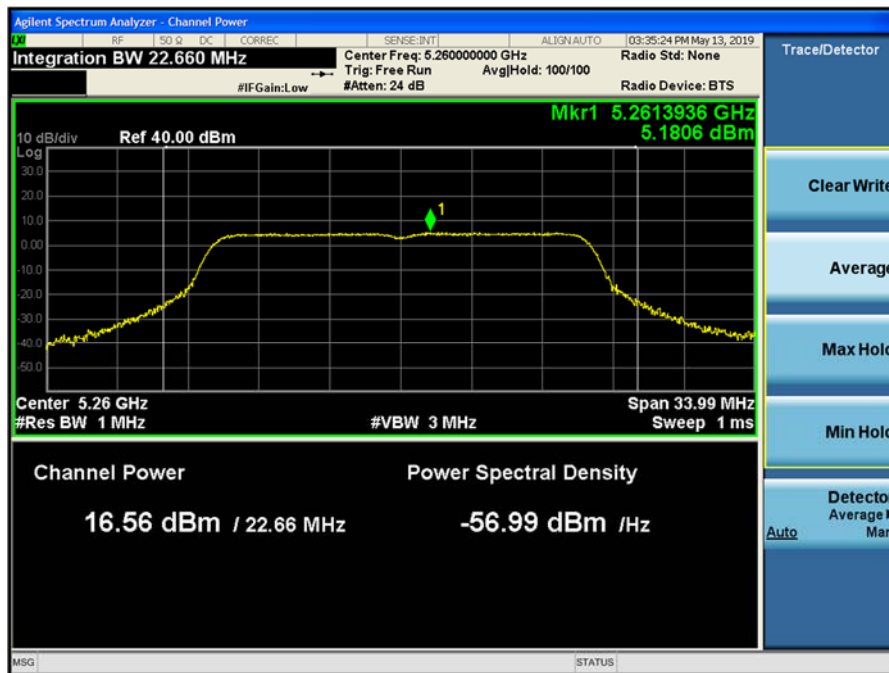 Agilent Spectrum Analyzer - Channel Power
LXI RF 50 Ω DC CORREC SENSE:INT ALIGN AUTO 03:35:24 PM May 13, 2019
Integration BW 22.660 MHz
Center Freq: 5.260000000 GHz
Radio Std: None
Trig: Free Run Avg|Hold: 100/100
#IFGain:Low
#Atten: 24 dB
Radio Device: BTS
Mkr1 5.2613936 GHz
5.1806 dBm
10 dB/div Ref 40.00 dBm
Log
30.0
20.0
10.0
0.00
-10.0
-20.0
-30.0
-40.0
-50.0
1
Center 5.26 GHz Span 33.99 MHz
#Res BW 1 MHz #VBW 3 MHz Sweep 1 ms
Channel Power Power Spectral Density
16.56 dBm / 22.66 MHz -56.99 dBm /Hz
MSG STATUS
Trace/Detector
Clear Write
Average
Max Hold
Min Hold
Detector
Average
Auto Man